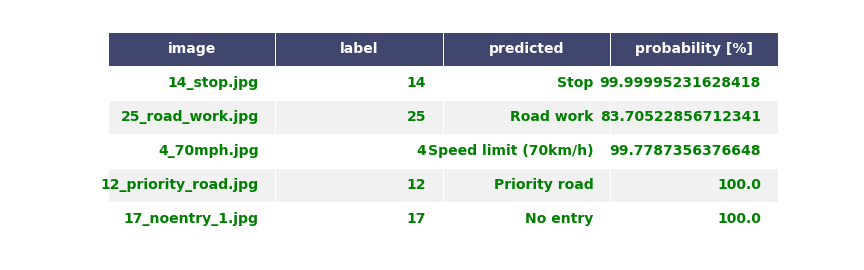 image label predicted probability [%]
14_stop.jpg 14 Stop 99.99995231628418
25_road_work.jpg 25 Road work 83.70522856712341
4_70mph.jpg 4 Speed limit (70km/h) 99.7787356376648
12_priority_road.jpg 12 Priority road 100.0
17_noentry_1.jpg 17 No entry 100.0